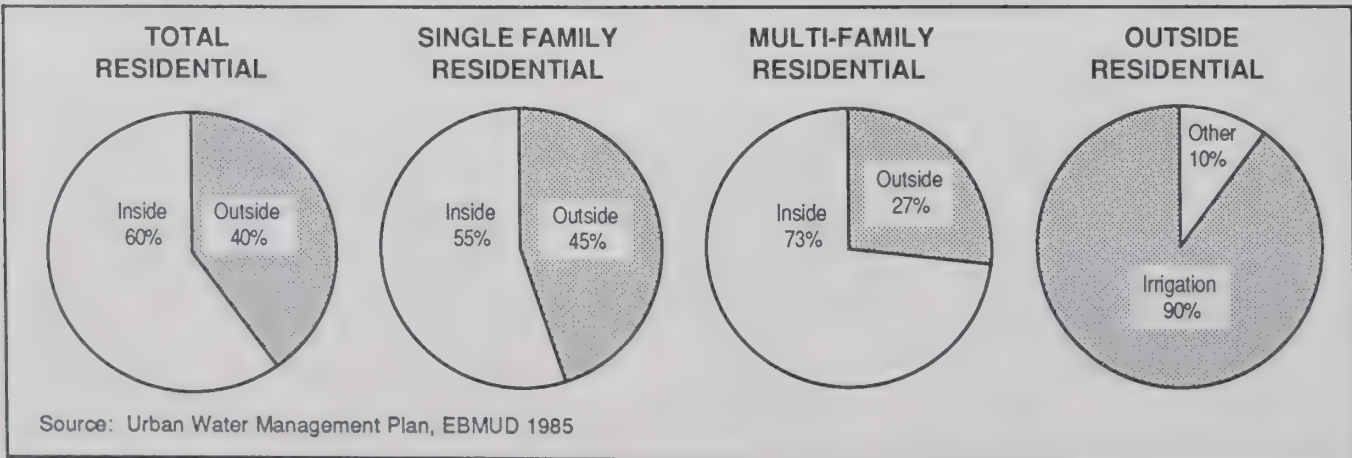 TOTAL
RESIDENTIAL
Inside
60%
Outside
40%
SINGLE FAMILY
RESIDENTIAL
Inside
55%
Outside
45%
MULTI-FAMILY
RESIDENTIAL
Inside
73%
Outside
27%
OUTSIDE
RESIDENTIAL
Other
10%
Irrigation
90%
Source: Urban Water Management Plan, EBMUD 1985